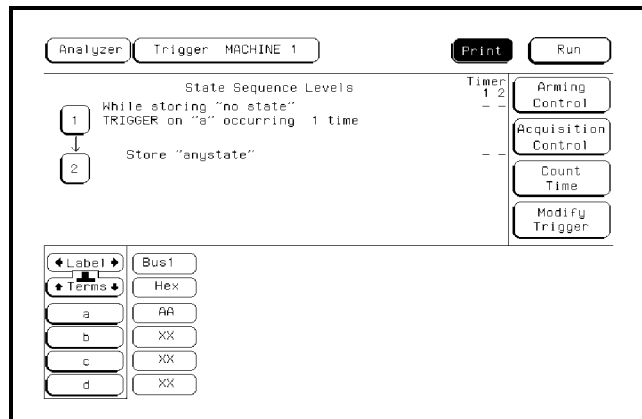 Analyzer Trigger MACHINE 1 Print Run
State Sequence Levels
Timer
1 2
1
While storing "no state"
TRIGGER on "a" occurring 1 time
- -
2
Store "anystate"
- -
Arming
Control
Acquisition
Control
Count
Time
Modify
Trigger
Label Bus1
Terms Hex
a AA
b XX
c XX
d XX